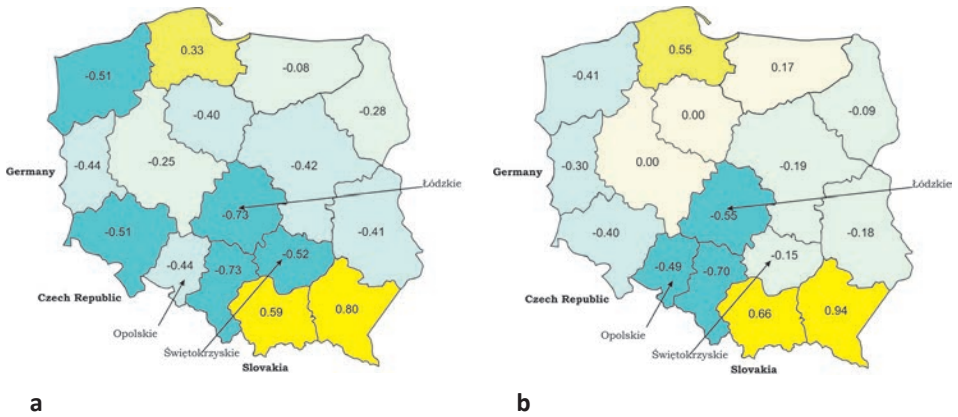 0.33
-0.51
-0.08
-0.40
-0.28
-0.44
-0.25
-0.42
Germany
Łódzkie
-0.73
-0.51
-0.41
-0.44
-0.73
-0.52
Czech Republic
0.59
0.80
Opolskie
Świętokrzyskie
Slovakia
a
0.55
-0.41
0.17
0.00
-0.09
-0.30
0.00
-0.19
Germany
Łódzkie
-0.55
-0.40
-0.18
-0.49
-0.70
-0.15
Czech Republic
0.66
0.94
Opolskie
Świętokrzyskie
Slovakia
b